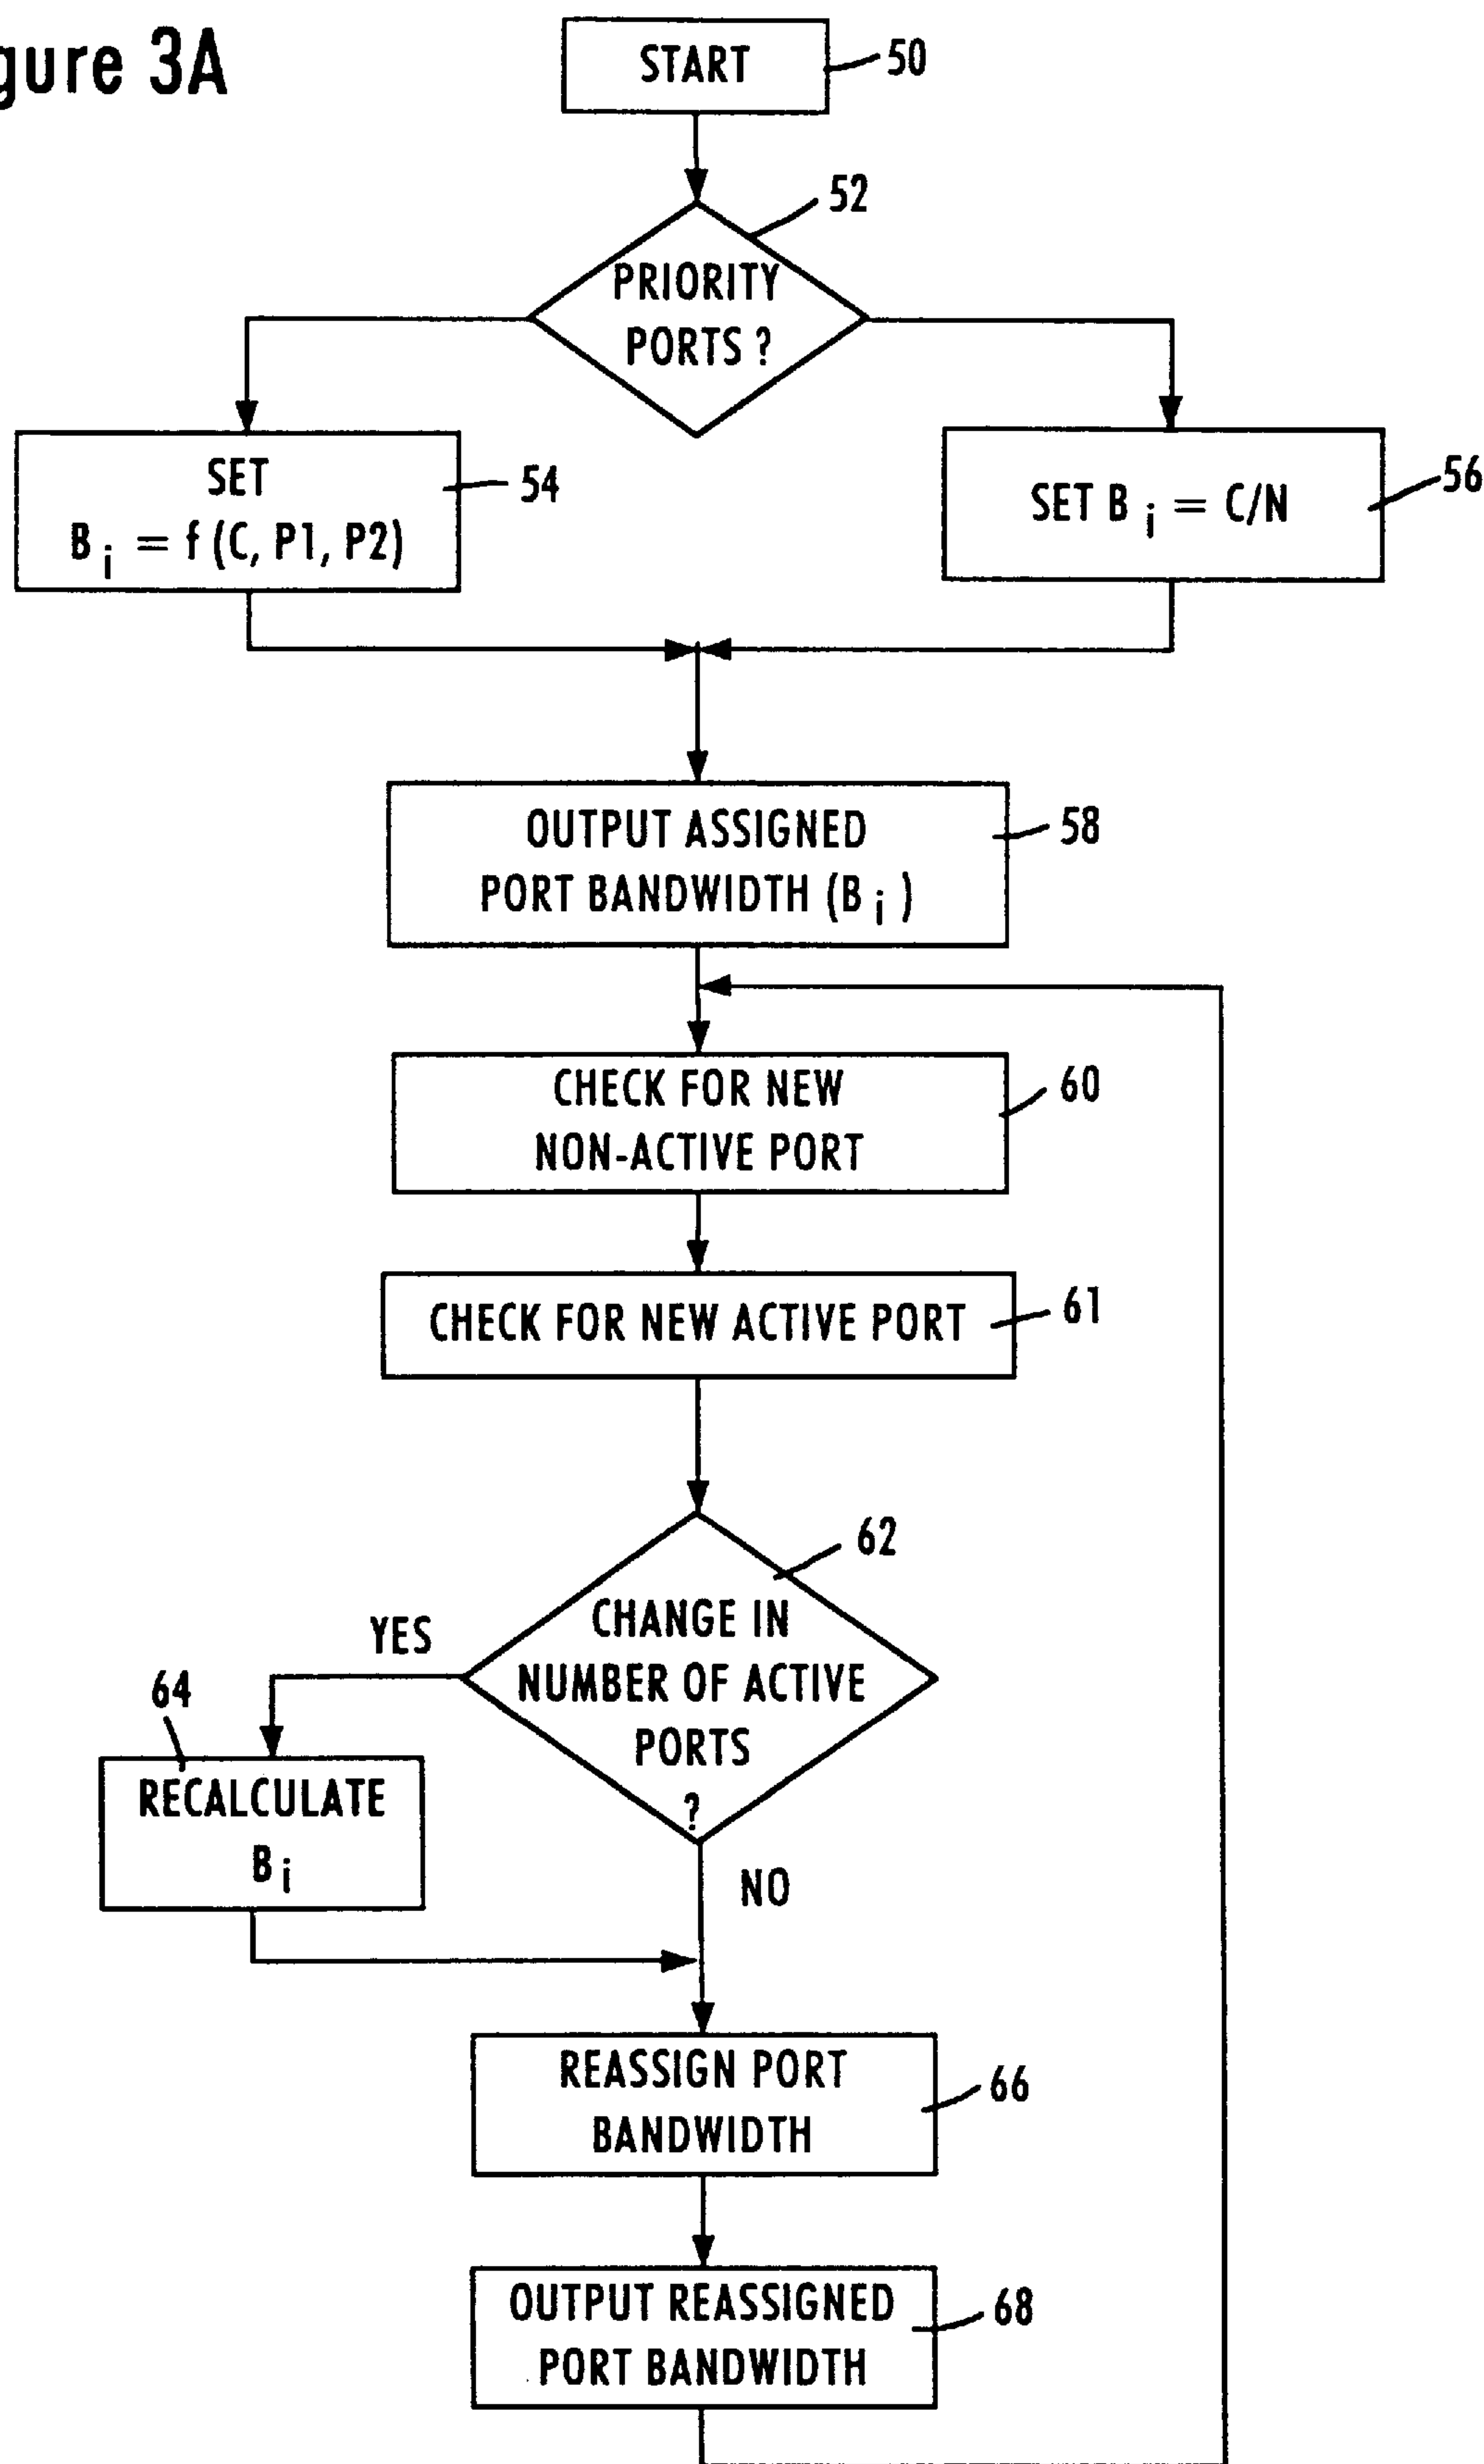 gure 3A
START
50
52
PRIORITY
PORTS ?
SET
B i = f (C, P1, P2)
54
SET B i = C/N
56
OUTPUT ASSIGNED
PORT BANDWIDTH (B i )
58
CHECK FOR NEW
NON-ACTIVE PORT
60
CHECK FOR NEW ACTIVE PORT
61
62
CHANGE IN
NUMBER OF ACTIVE
PORTS
?
YES
64
RECALCULATE
B i
NO
REASSIGN PORT
BANDWIDTH
66
OUTPUT REASSIGNED
PORT BANDWIDTH
68